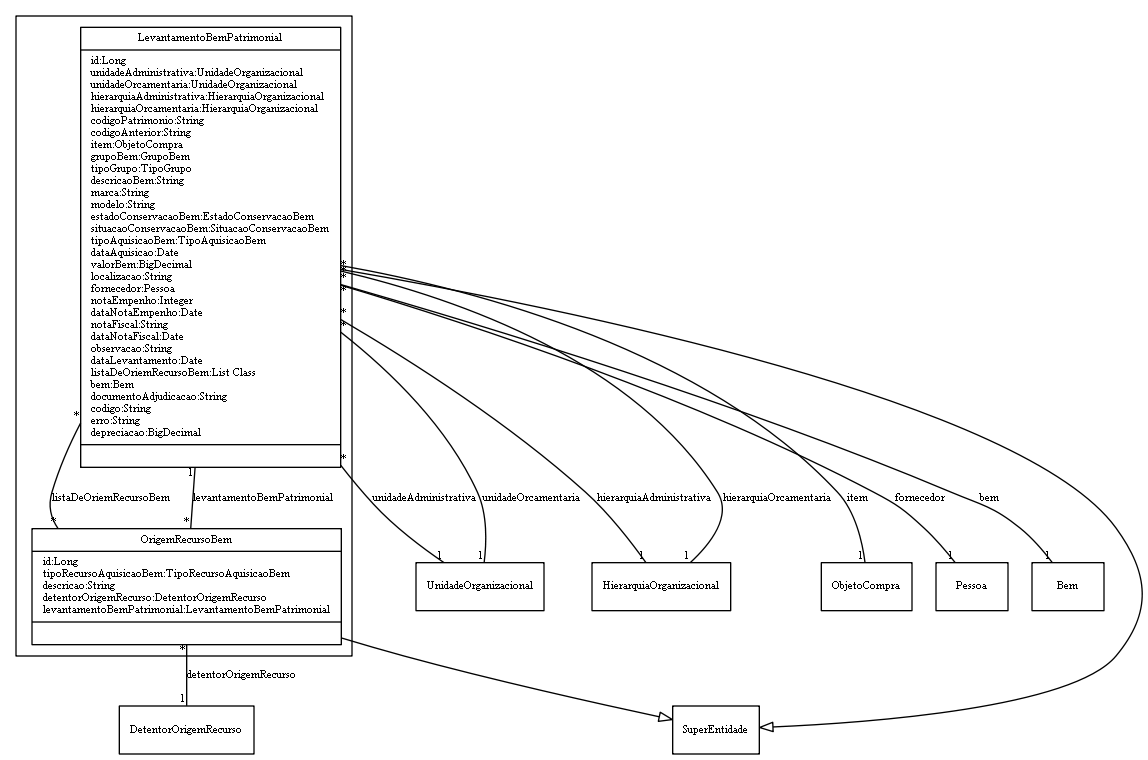 LevantamentoBemPatrimonial
id:Long
unidadeAdministrativa:UnidadeOrganizacional
unidadeOrcamentaria:UnidadeOrganizacional
hierarquiaAdministrativa:HierarquiaOrganizacional
hierarquiaOrcamentaria:HierarquiaOrganizacional
codigoPatrimonio:String
codigoAnterior:String
item:ObjetoCompra
grupoBem:GrupoBem
tipoGrupo:TipoGrupo
descricaoBem:String
marca:String
modelo:String
estadoConservacaoBem:EstadoConservacaoBem
situacaoConservacaoBem:SituacaoConservacaoBem
tipoAquisicaoBem:TipoAquisicaoBem
dataAquisicao:Date
valorBem:BigDecimal
localizacao:String
fornecedor:Pessoa
notaEmpenho:Integer
dataNotaEmpenho:Date
notaFiscal:String
dataNotaFiscal:Date
observacao:String
dataLevantamento:Date
listaDeOriemRecursoBem:List Class
bem:Bem
documentoAdjudicacao:String
codigo:String
erro:String
depreciacao:BigDecimal
*
*
*
*
*
*
*
*
1
listaDeOriemRecursoBem
levantamentoBemPatrimonial
unidadeAdministrativa
unidadeOrcamentaria
hierarquiaAdministrativa
hierarquiaOrcamentaria
item
fornecedor
bem
*
*
1
1
1
1
1
1
1
OrigemRecursoBem
id:Long
tipoRecursoAquisicaoBem:TipoRecursoAquisicaoBem
descricao:String
detentorOrigemRecurso:DetentorOrigemRecurso
levantamentoBemPatrimonial:LevantamentoBemPatrimonial
UnidadeOrganizacional
HierarquiaOrganizacional
ObjetoCompra
Pessoa
Bem
*
detentorOrigemRecurso
1
DetentorOrigemRecurso
SuperEntidade